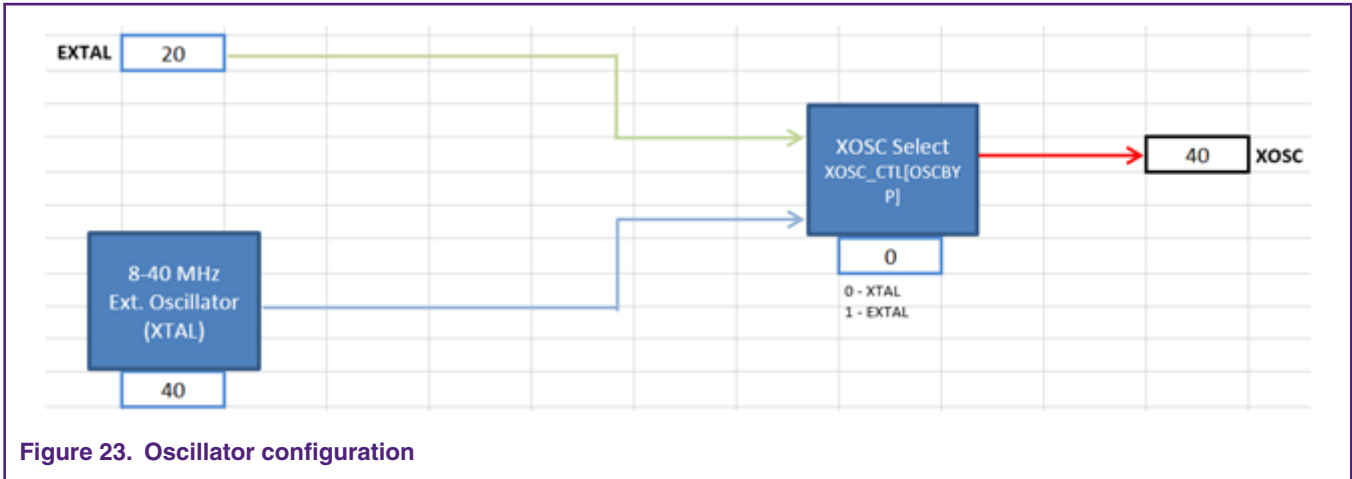 EXTAL 20
XOSC Select
XOSC_CTL[OSCBY
P]
40 XOSC
0
0 - XTAL
1 - EXTAL
8-40 MHz
Ext. Oscillator
(XTAL)
40
Figure 23. Oscillator configuration